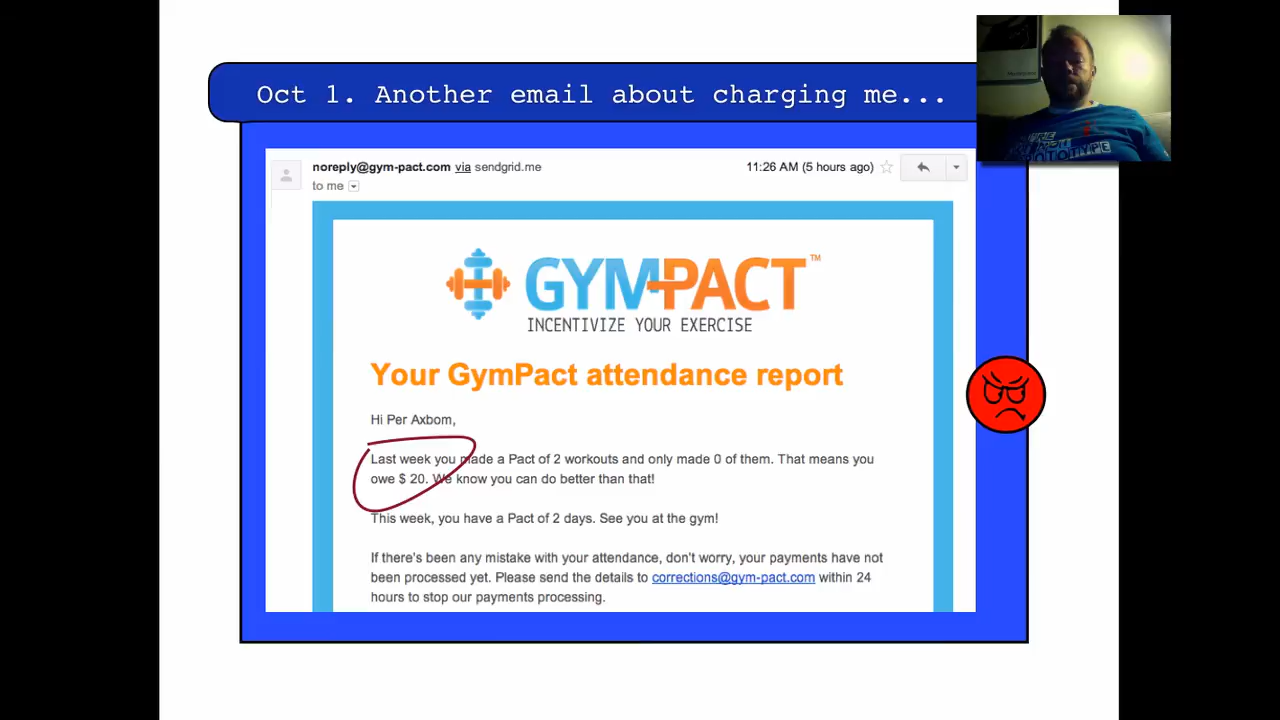 Oct 1. Another email about charging me...
noreply@gym-pact.com via sendgrid.me
11:26 AM (5 hours ago)
to me
GYMPACT™
INCENTIVIZE YOUR EXERCISE
Your GymPact attendance report
Hi Per Axbom,
Last week you made a Pact of 2 workouts and only made 0 of them. That means you
owe $ 20. We know you can do better than that!
This week, you have a Pact of 2 days. See you at the gym!
If there's been any mistake with your attendance, don't worry, your payments have not
been processed yet. Please send the details to corrections@gym-pact.com within 24
hours to stop our payments processing.